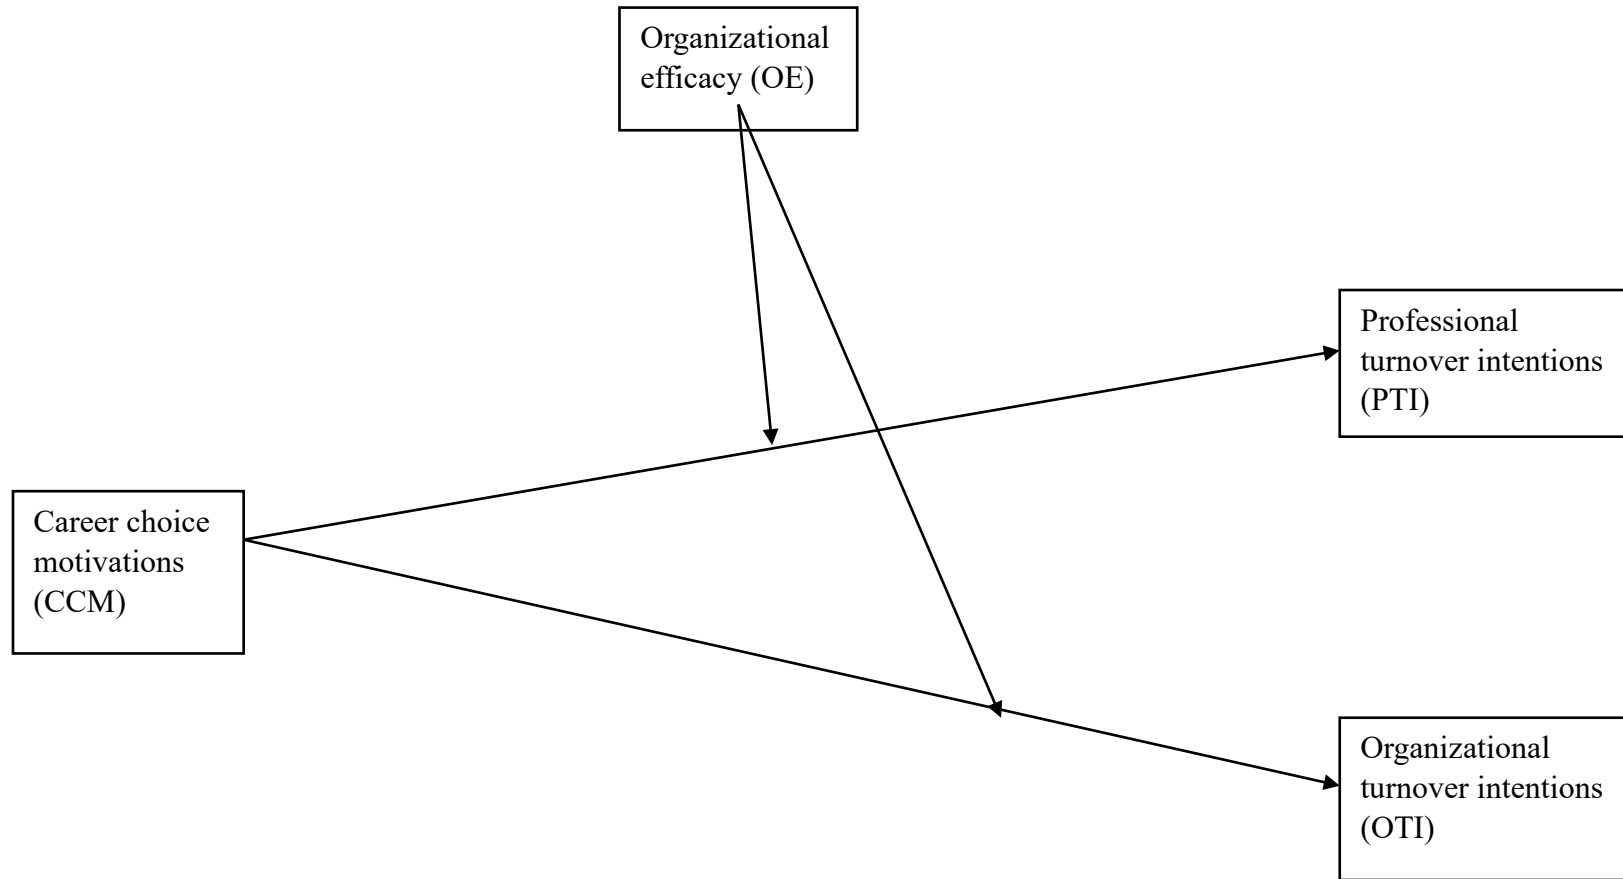 Organizational
efficacy (OE)
Professional
turnover intentions
(PTI)
Career choice
motivations
(CCM)
Organizational
turnover intentions
(OTI)